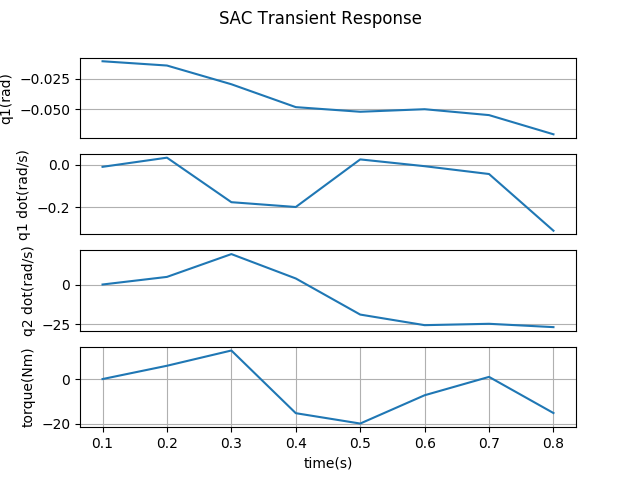 SAC Transient Response
q1(rad)
−0.025
−0.050
q1 dot(rad/s)
0.0
−0.2
q2 dot(rad/s)
0
−25
torque(Nm)
0
−20
0.1 0.2 0.3 0.4 0.5 0.6 0.7 0.8
time(s)